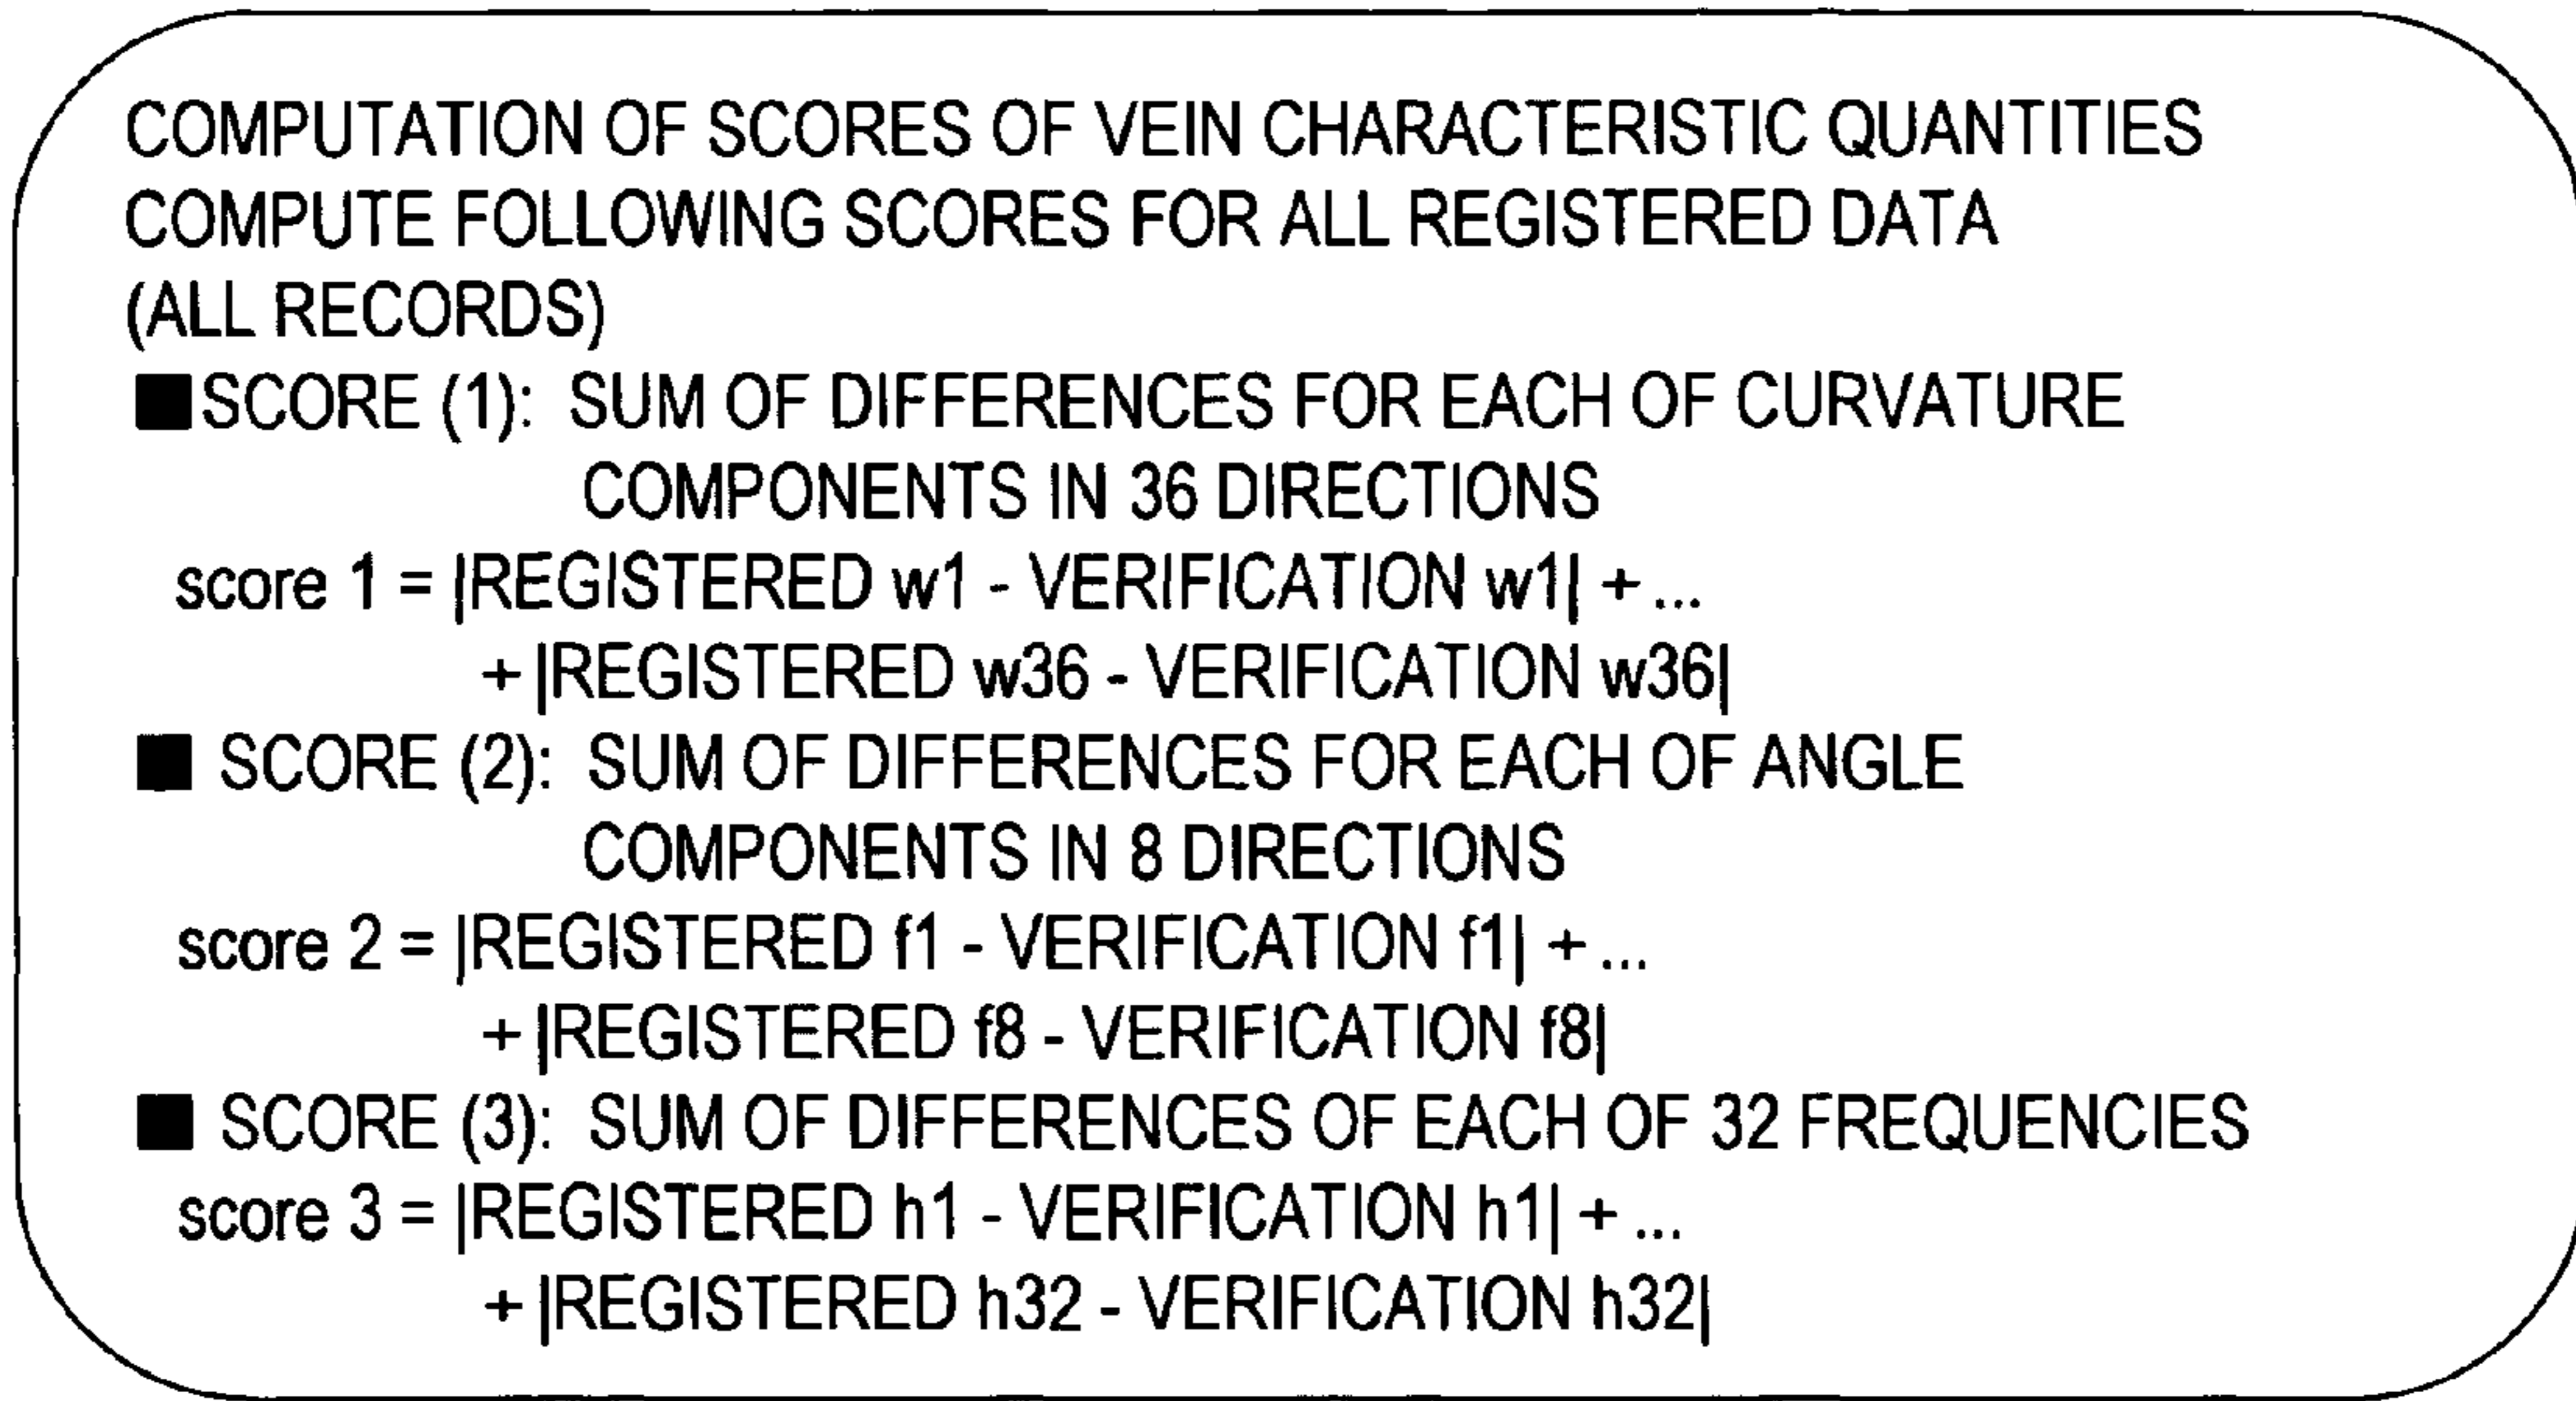 COMPUTATION OF SCORES OF VEIN CHARACTERISTIC QUANTITIES
COMPUTE FOLLOWING SCORES FOR ALL REGISTERED DATA
(ALL RECORDS)
■SCORE (1): SUM OF DIFFERENCES FOR EACH OF CURVATURE
COMPONENTS IN 36 DIRECTIONS
score 1 = |REGISTERED w1 - VERIFICATION w1| + ...
+ |REGISTERED w36 - VERIFICATION w36|
■ SCORE (2): SUM OF DIFFERENCES FOR EACH OF ANGLE
COMPONENTS IN 8 DIRECTIONS
score 2 = |REGISTERED f1 - VERIFICATION f1| + ...
+ |REGISTERED f8 - VERIFICATION f8|
■ SCORE (3): SUM OF DIFFERENCES OF EACH OF 32 FREQUENCIES
score 3 = |REGISTERED h1 - VERIFICATION h1| + ...
+ |REGISTERED h32 - VERIFICATION h32|